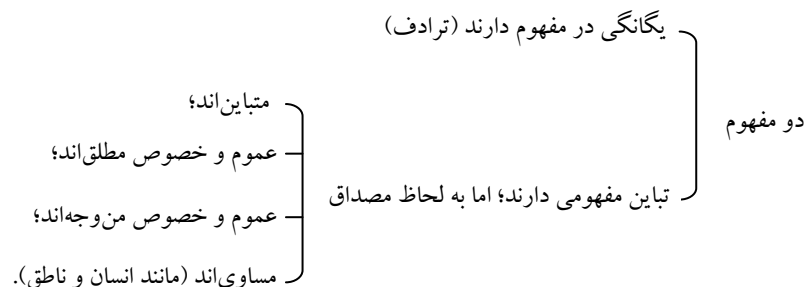 دو مفهوم
یگانگی در مفهوم دارند (ترادف)
تباین مفهومی دارند؛ اما به لحاظ مصداق
متباین‌اند؛
عموم و خصوص مطلق‌اند؛
عموم و خصوص من‌وجه‌اند؛
مساوی‌اند (مانند انسان و ناطق).